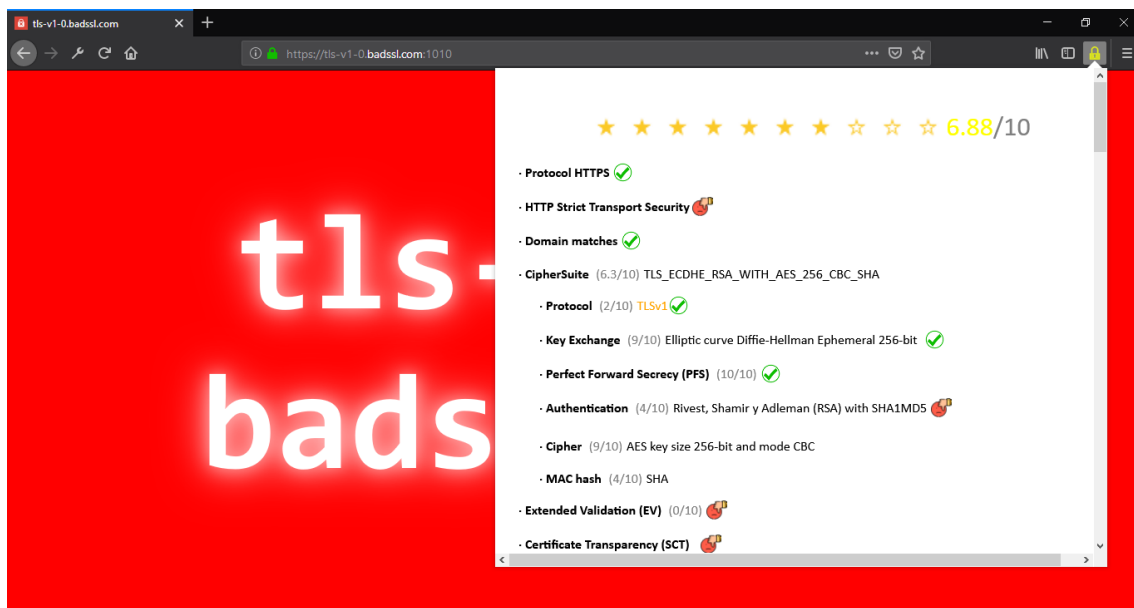 tls-v1-0.badssl.com
https://tls-v1-0.badssl.com:1010
tls-
bads
6.88/10
· Protocol HTTPS
· HTTP Strict Transport Security
· Domain matches
· CipherSuite (6.3/10) TLS_ECDHE_RSA_WITH_AES_256_CBC_SHA
· Protocol (2/10) TLSv1
· Key Exchange (9/10) Elliptic curve Diffie-Hellman Ephemeral 256-bit
· Perfect Forward Secrecy (PFS) (10/10)
· Authentication (4/10) Rivest, Shamir y Adleman (RSA) with SHA1MD5
· Cipher (9/10) AES key size 256-bit and mode CBC
· MAC hash (4/10) SHA
· Extended Validation (EV) (0/10)
· Certificate Transparency (SCT)